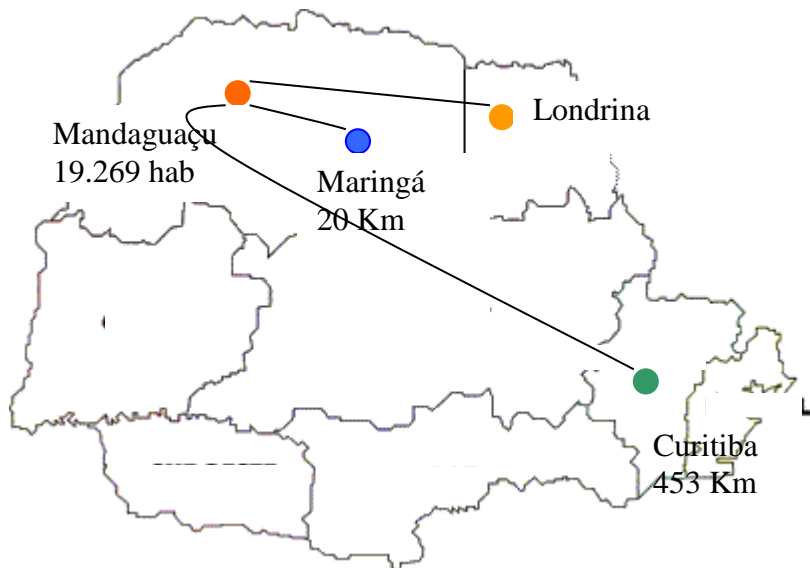 Londrina
Mandaguaçu
19.269 hab
Maringá
20 Km
Curitiba
453 Km